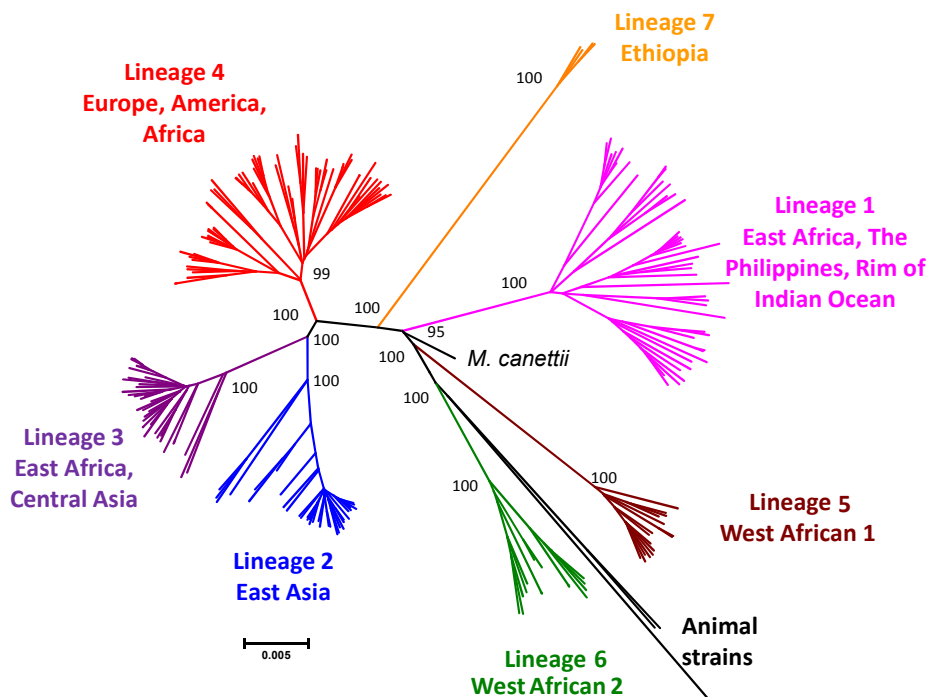 Lineage 7
Ethiopia
100
Lineage 4
Europe, America,
Africa
Lineage 1
East Africa, The
Philippines, Rim of
Indian Ocean
99
100
100
100
95
M. canettii
100
100
100
100
100
Lineage 3
East Africa,
Central Asia
100
100
Lineage 5
West African 1
Lineage 2
East Asia
0.005
Lineage 6
West African 2
Animal
strains